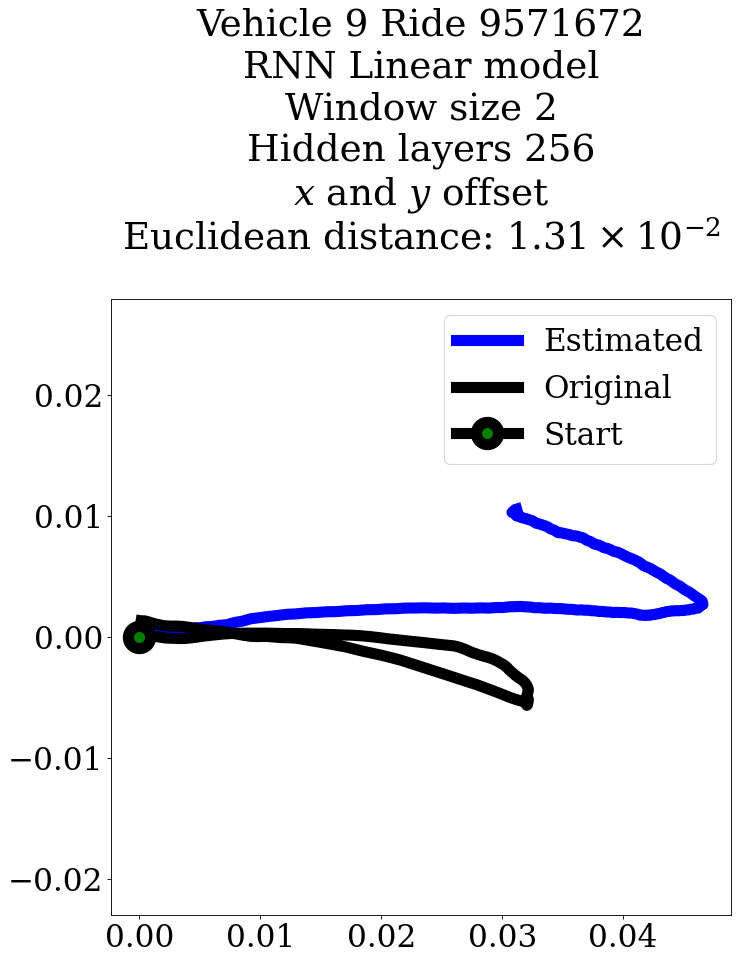 Vehicle 9 Ride 9571672
RNN Linear model
Window size 2
Hidden layers 256
x and y offset
Euclidean distance: 1.31 × 10⁻²
Estimated
Original
Start
0.02
0.01
0.00
−0.01
−0.02
0.00 0.01 0.02 0.03 0.04